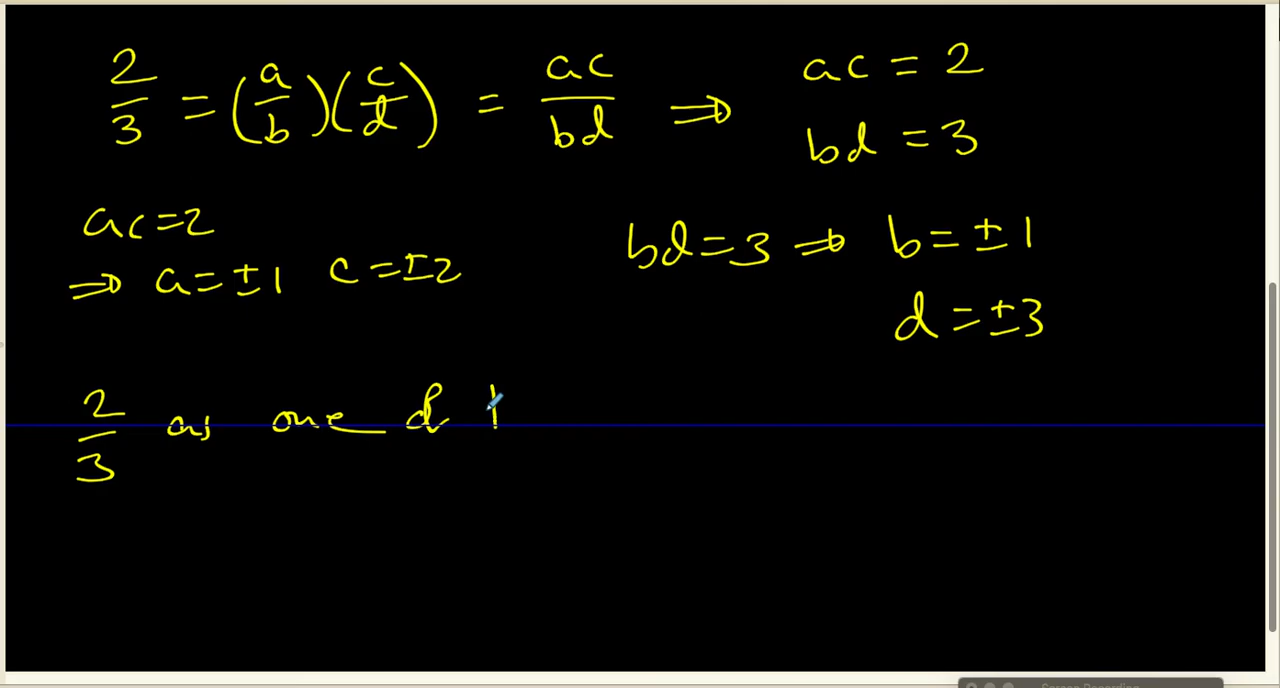 2/3 = (a/b)(c/d) = ac/bd ⇒ ac = 2
bd = 3
ac=2
⇒ a=±1 c=±2
bd=3 ⇒ b=±1
d=±3
2/3 as one d t